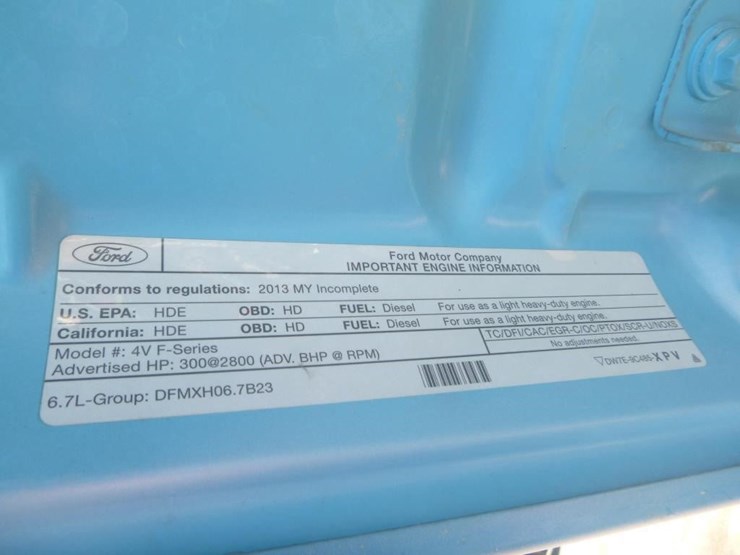 Ford
Ford Motor Company
IMPORTANT ENGINE INFORMATION
Conforms to regulations: 2013 MY Incomplete
U.S. EPA: HDE OBD: HD FUEL: Diesel For use as a light heavy-duty engine.
California: HDE OBD: HD FUEL: Diesel For use as a light heavy-duty engine.
Model #: 4V F-Series TC/DFI/CAC/EGR-C/OC/PTOX/SCR-U/NOXS
Advertised HP: 300@2800 (ADV. BHP @ RPM) No adjustments needed.
6.7L-Group: DFMXH06.7B23 DW7E-9C485-XPV